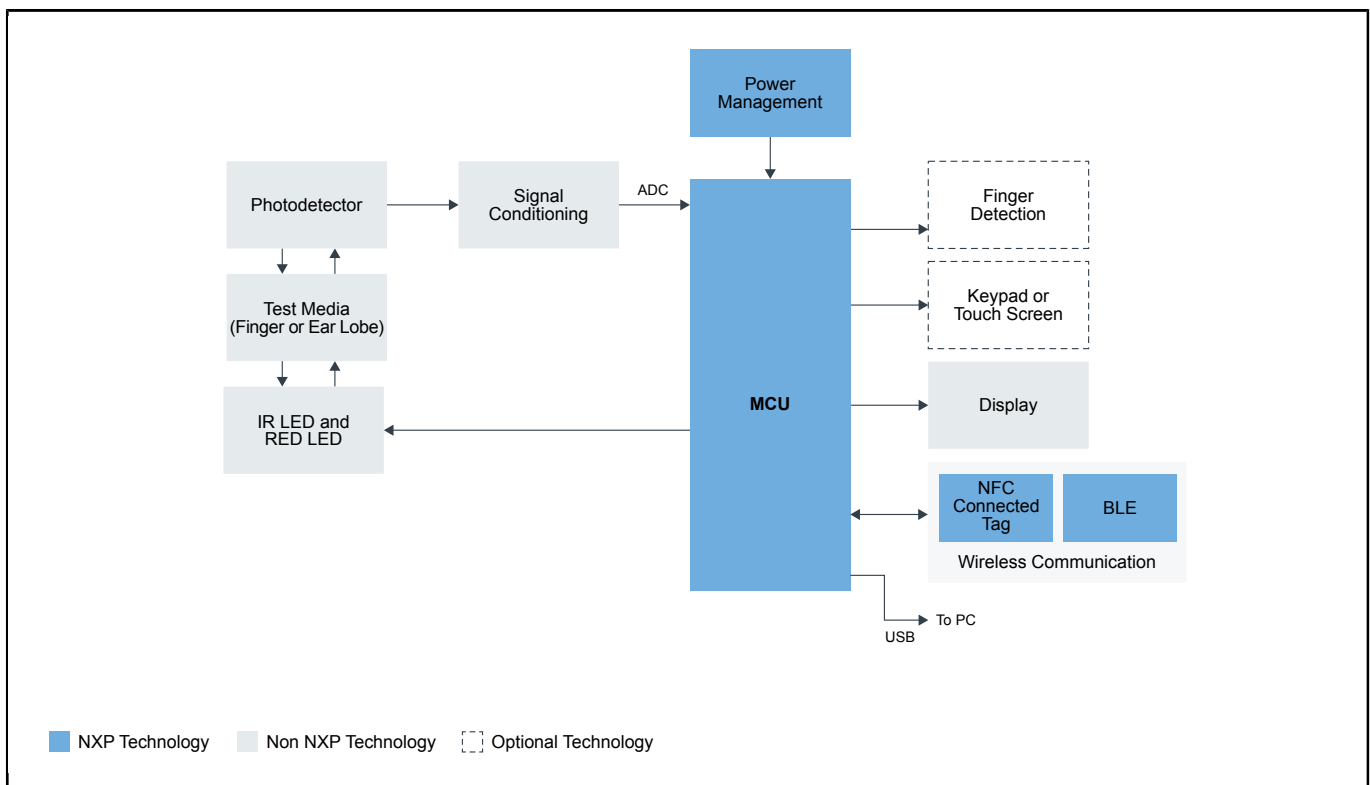 Power
Management
Photodetector
Signal
Conditioning
ADC
Finger
Detection
Test Media
(Finger or Ear Lobe)
Keypad or
Touch Screen
IR LED and
RED LED
MCU
Display
NFC
Connected
Tag
BLE
Wireless Communication
USB
To PC
NXP Technology
Non NXP Technology
Optional Technology